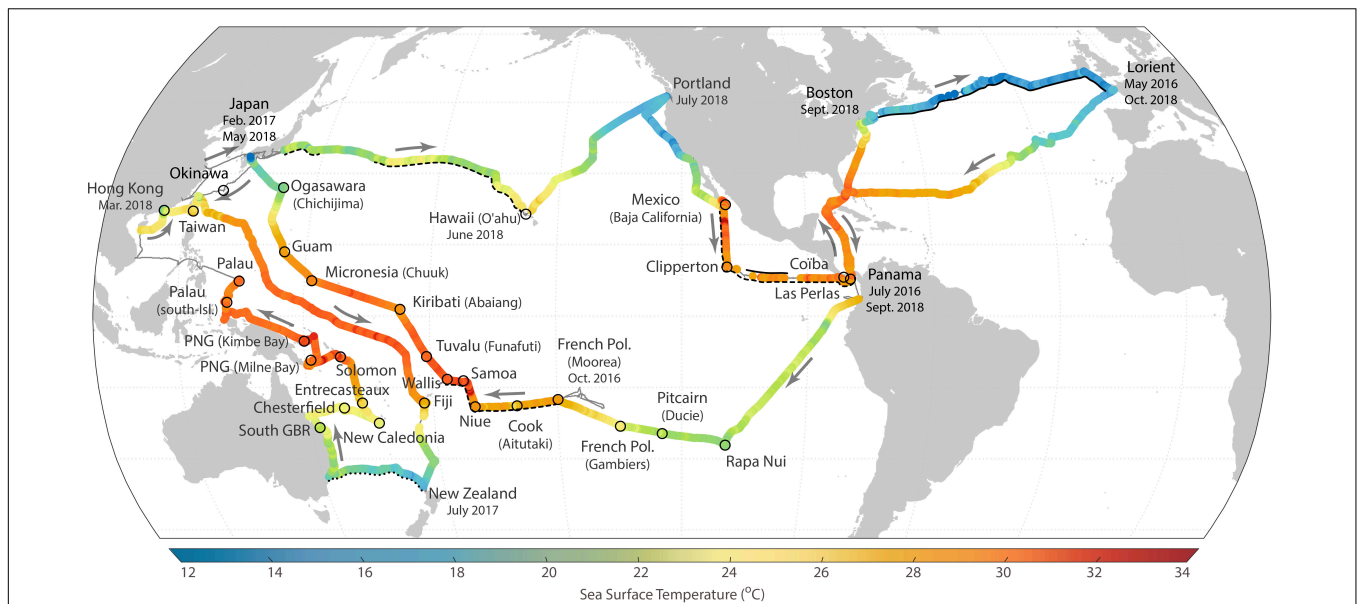 Portland
July 2018
Lorient
May 2016
Oct. 2018
Boston
Sept. 2018
Japan
Feb. 2017
May 2018
Okinawa
Hong Kong
Mar. 2018
Ogasawara
(Chichijima)
Taiwan
Hawaii (O'ahu)
June 2018
Mexico
(Baja California)
Guam
Palau
Micronesia (Chuuk)
Clipperton
Coïba
Las Perlas
Panama
July 2016
Sept. 2018
Palau
(south-Isl.)
Kiribati (Abaiang)
PNG (Kimbe Bay)
PNG (Milne Bay)
Solomon
Tuvalu (Funafuti)
French Pol.
(Moorea)
Oct. 2016
Entrecasteaux
Wallis
Samoa
Chesterfield
Fiji
Niue
Cook
(Aitutaki)
Pitcairn
(Ducie)
South GBR
New Caledonia
French Pol.
(Gambiers)
Rapa Nui
New Zealand
July 2017
12 14 16 18 20 22 24 26 28 30 32 34
Sea Surface Temperature (°C)